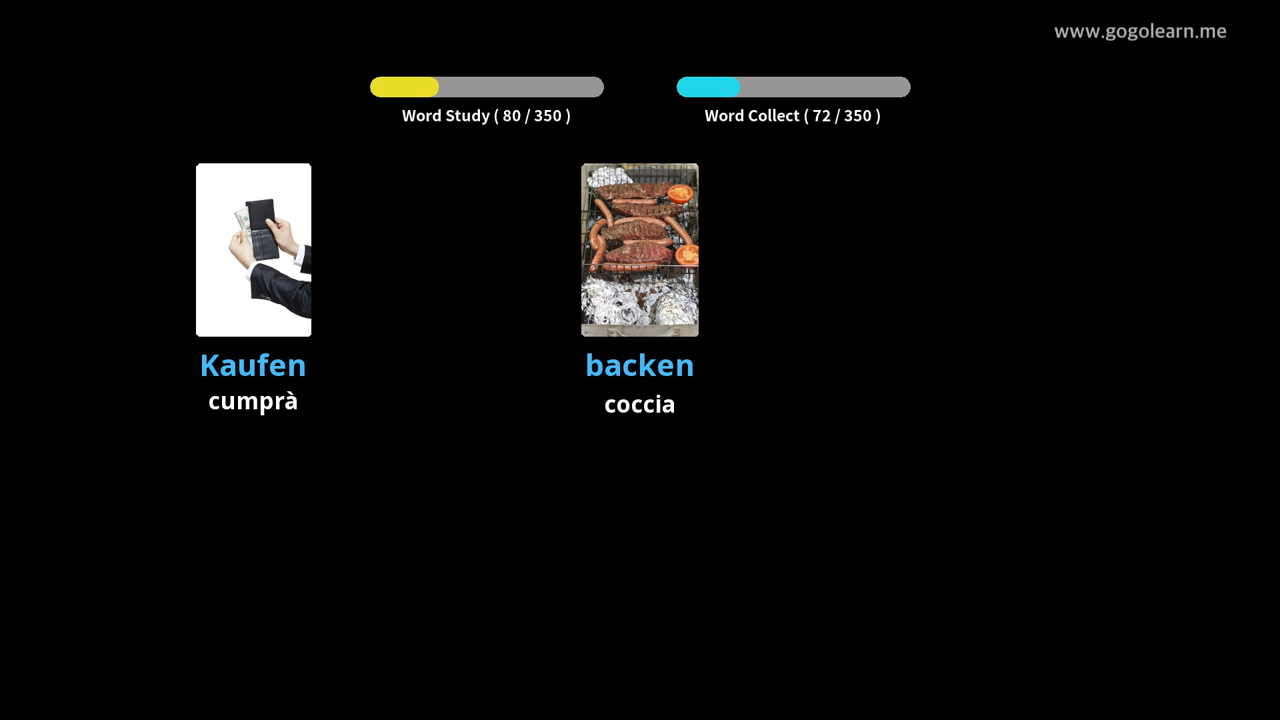 www.gogolearn.me
Word Study ( 80 / 350 )
Word Collect ( 72 / 350 )
Kaufen
cumprà
backen
coccia